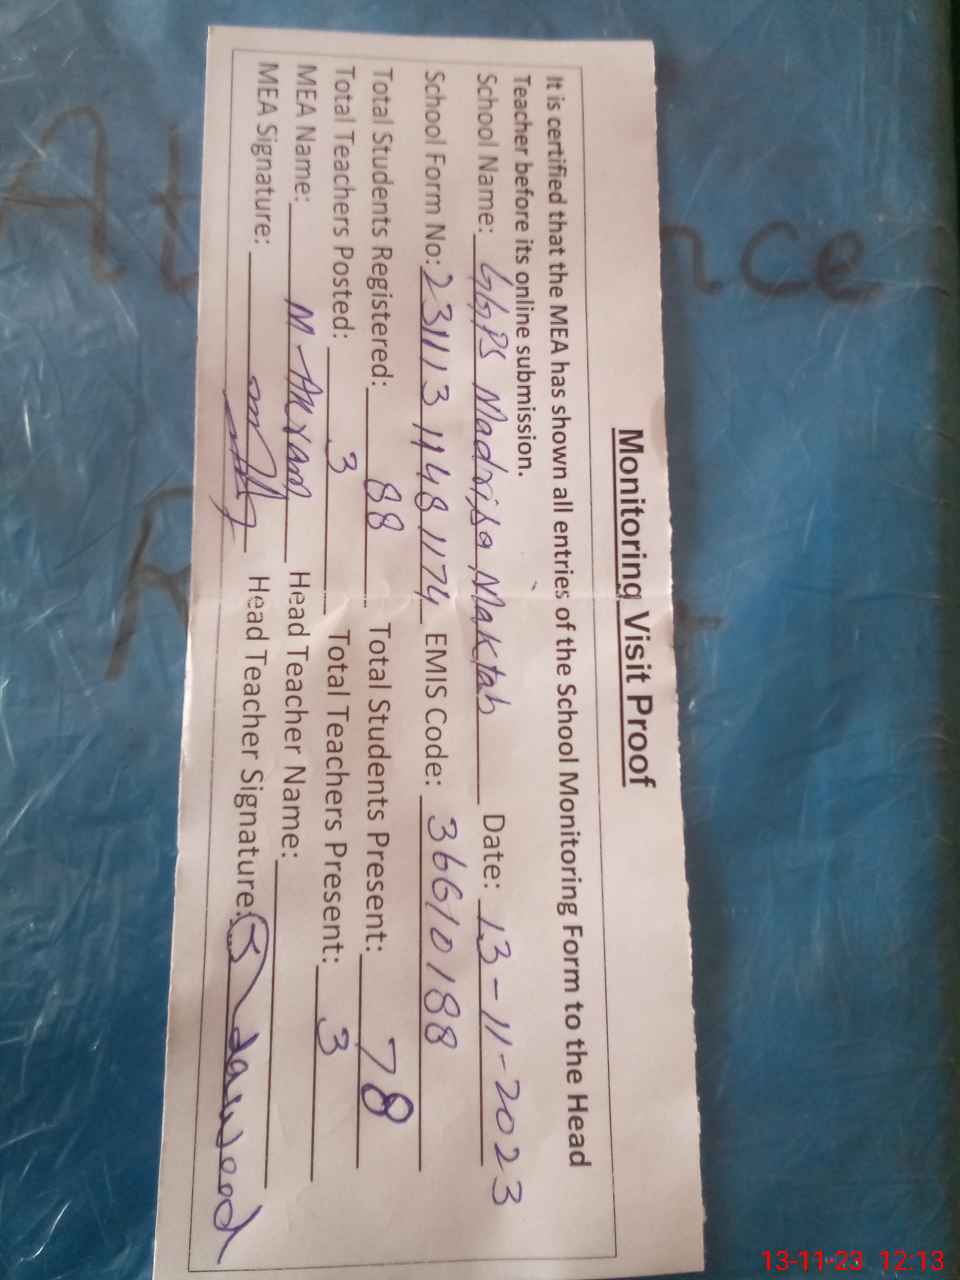 Monitoring Visit Proof
It is certified that the MEA has shown all entries of the School Monitoring Form to the Head
Teacher before its online submission.
School Name: GGPS Madrisa Maktab Date: 13-11-2023
School Form No: 231113 1148 1174 EMIS Code: 36610188
Total Students Registered: 88 Total Students Present: 78
Total Teachers Posted: 3 Total Teachers Present: 3
MEA Name: M Akram Head Teacher Name:
MEA Signature: Head Teacher Signature: Dawood
13-11-23 12:13